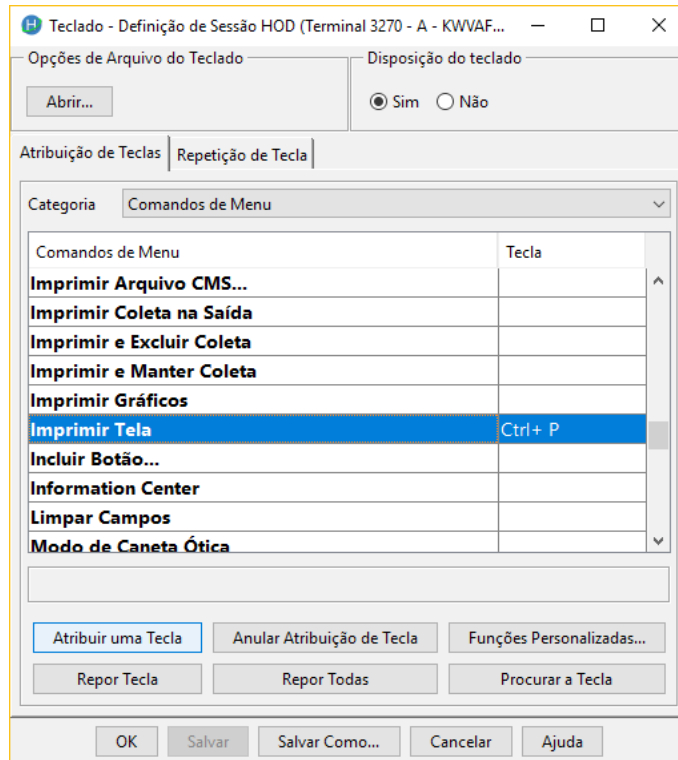 Teclado - Definição de Sessão HOD (Terminal 3270 - A - KWVAF...
Opções de Arquivo do Teclado
Disposição do teclado
Abrir...
Sim
Não
Atribuição de Teclas
Repetição de Tecla
Categoria
Comandos de Menu
Comandos de Menu
Tecla
Imprimir Arquivo CMS...
Imprimir Coleta na Saída
Imprimir e Excluir Coleta
Imprimir e Manter Coleta
Imprimir Gráficos
Imprimir Tela
Ctrl+ P
Incluir Botão...
Information Center
Limpar Campos
Modo de Caneta Ótica
Atribuir uma Tecla
Anular Atribuição de Tecla
Funções Personalizadas...
Repor Tecla
Repor Todas
Procurar a Tecla
OK
Salvar
Salvar Como...
Cancelar
Ajuda